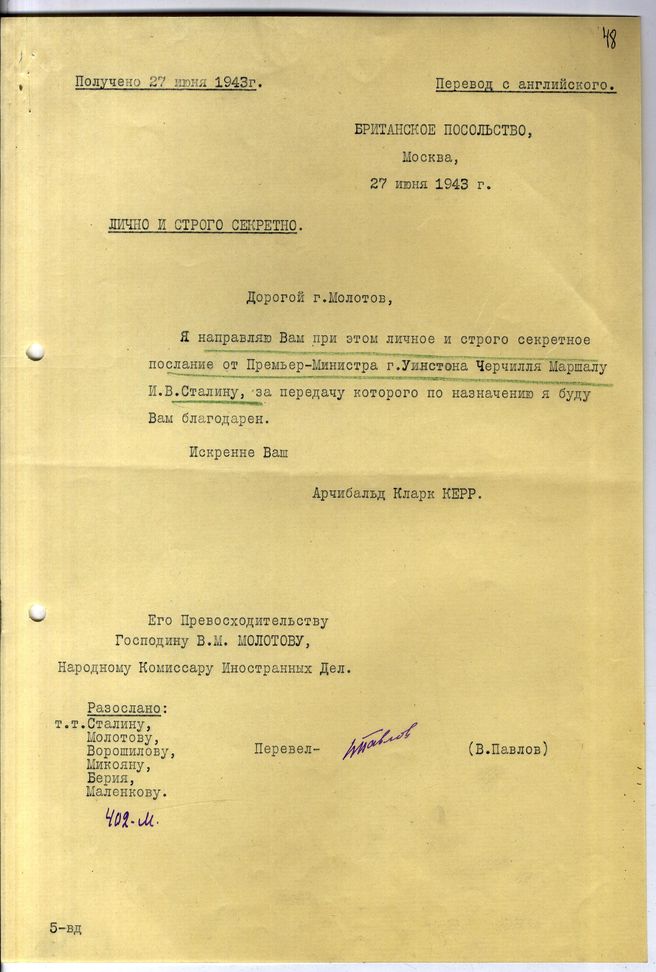 48
Получено 27 июня 1943г.
Перевод с английского.
БРИТАНСКОЕ ПОСОЛЬСТВО,
Москва,
27 июня 1943 г.
ЛИЧНО И СТРОГО СЕКРЕТНО.
Дорогой г.Молотов,
Я направляю Вам при этом личное и строго секретное
послание от Премьер-Министра г.Уинстона Черчилля Маршалу
И.В.Сталину, за передачу которого по назначению я буду
Вам благодарен.
Искренне Ваш
Арчибальд Кларк КЕРР.
Его Превосходительству
Господину В.М. МОЛОТОВУ,
Народному Комиссару Иностранных Дел.
Разослано:
т.т.Сталину,
Молотову,
Ворошилову,
Микояну,
Берия,
Маленкову.
Перевел- ВПавлов (В.Павлов)
402-м.
5-вд